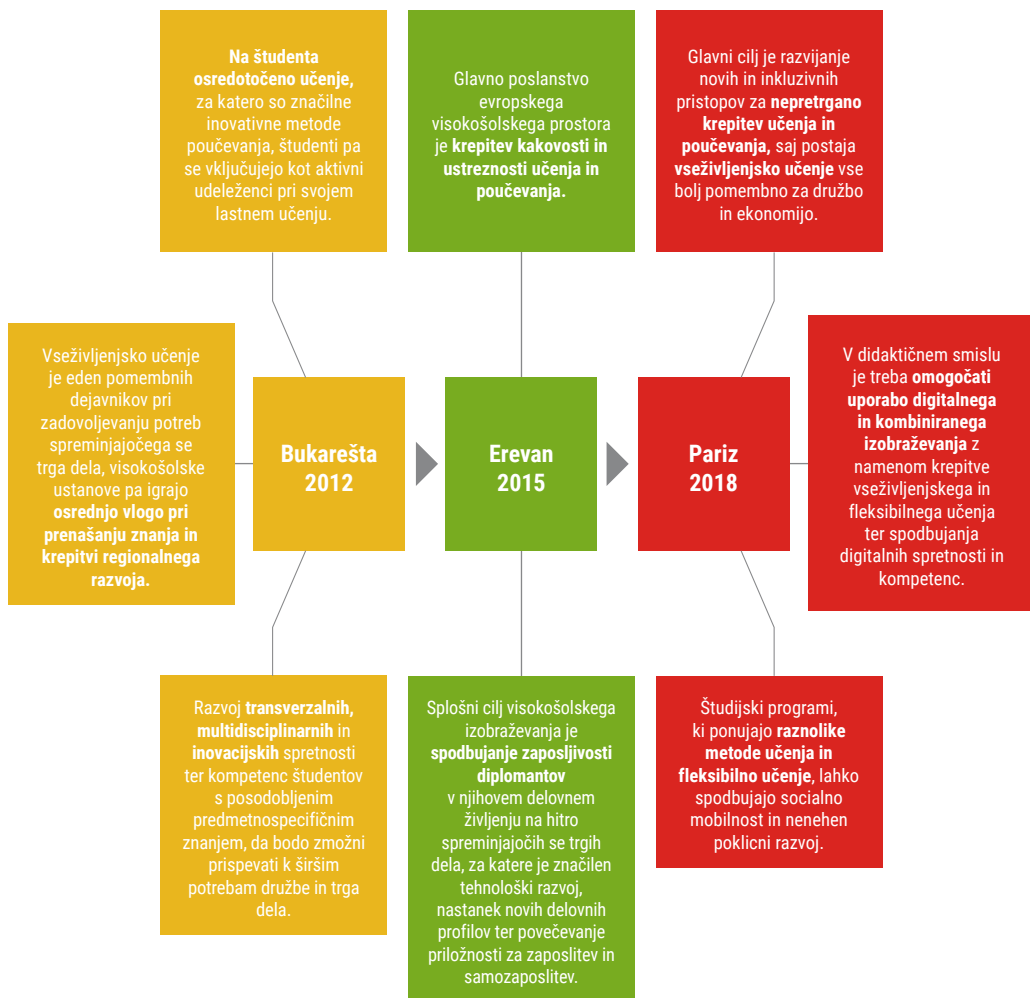 Na študenta
osredotočeno učenje,
za katero so značilne
inovativne metode
poučevanja, študenti pa
se vključujejo kot aktivni
udeleženci pri svojem
lastnem učenju.
Glavno poslanstvo
evropskega
visokošolskega prostora
je krepitev kakovosti in
ustreznosti učenja in
poučevanja.
Glavni cilj je razvijanje
novih in inkluzivnih
pristopov za nepretrgano
krepitev učenja in
poučevanja, saj postaja
vseživljenjsko učenje vse
bolj pomembno za družbo
in ekonomijo.
Vseživljenjsko učenje
je eden pomembnih
dejavnikov pri
zadovoljevanju potreb
spreminjajočega se
trga dela, visokošolske
ustanove pa igrajo
osrednjo vlogo pri
prenašanju znanja in
krepitvi regionalnega
razvoja.
Bukarešta
2012
Erevan
2015
Pariz
2018
V didaktičnem smislu
je treba omogočati
uporabo digitalnega
in kombiniranega
izobraževanja z
namenom krepitve
vseživljenjskega in
fleksibilnega učenja
ter spodbujanja
digitalnih spretnosti in
kompetenc.
Razvoj transverzalnih,
multidisciplinarnih in
inovacijskih spretnosti
ter kompetenc študentov
s posodobljenim
predmetnospecifičnim
znanjem, da bodo zmožni
prispevati k širšim
potrebam družbe in trga
dela.
Splošni cilj visokošolskega
izobraževanja je
spodbujanje zaposljivosti
diplomantov
v njihovem delovnem
življenju na hitro
spreminjajočih se trgih
dela, za katere je značilen
tehnološki razvoj,
nastanek novih delovnih
profilov ter povečevanje
priložnosti za zaposlitev in
samozaposlitev.
Študijski programi,
ki ponujajo raznolike
metode učenja in
fleksibilno učenje, lahko
spodbujajo socialno
mobilnost in nenehen
poklicni razvoj.